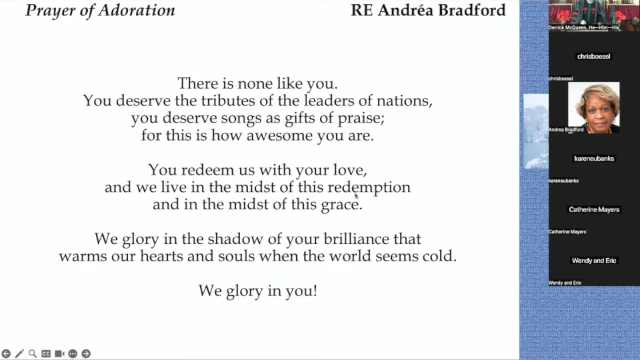 Prayer of Adoration
RE Andréa Bradford
There is none like you.
You deserve the tributes of the leaders of nations,
you deserve songs as gifts of praise;
for this is how awesome you are.
You redeem us with your love,
and we live in the midst of this redemption
and in the midst of this grace.
We glory in the shadow of your brilliance that
warms our hearts and souls when the world seems cold.
We glory in you!
Derrick McQueen, He-Him-His
chrisboesel
chrisboesel
Andrea Bradford
kareneubanks
kareneubanks
Catherine Mayers
Catherine Mayers
Wendy and Eric
Wendy and Eric